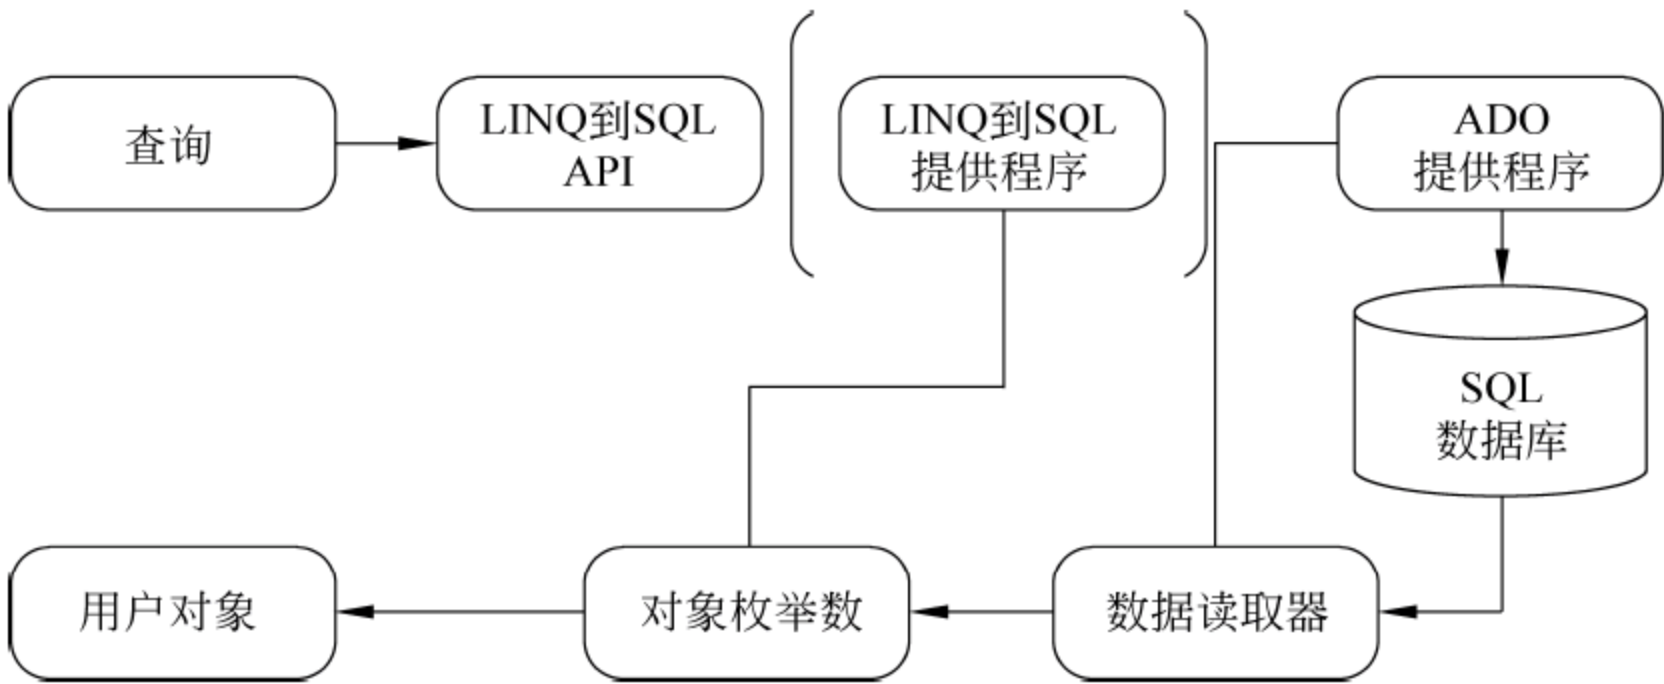 查询
LINQ到SQL
API
LINQ到SQL
提供程序
ADO
提供程序
SQL
数据库
用户对象
对象枚举数
数据读取器